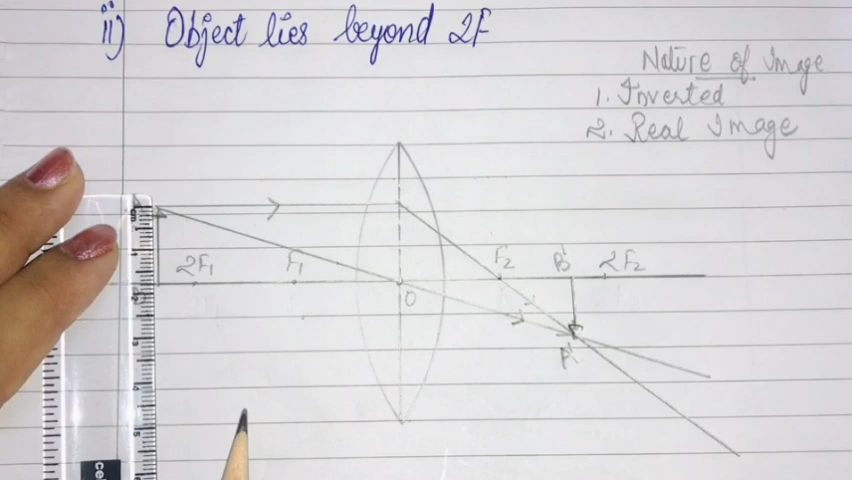 ii) Object lies beyond 2F
Nature of Image
1. Inverted
2. Real Image
2F₁ F₁ O F₂ B' 2F₂
A'